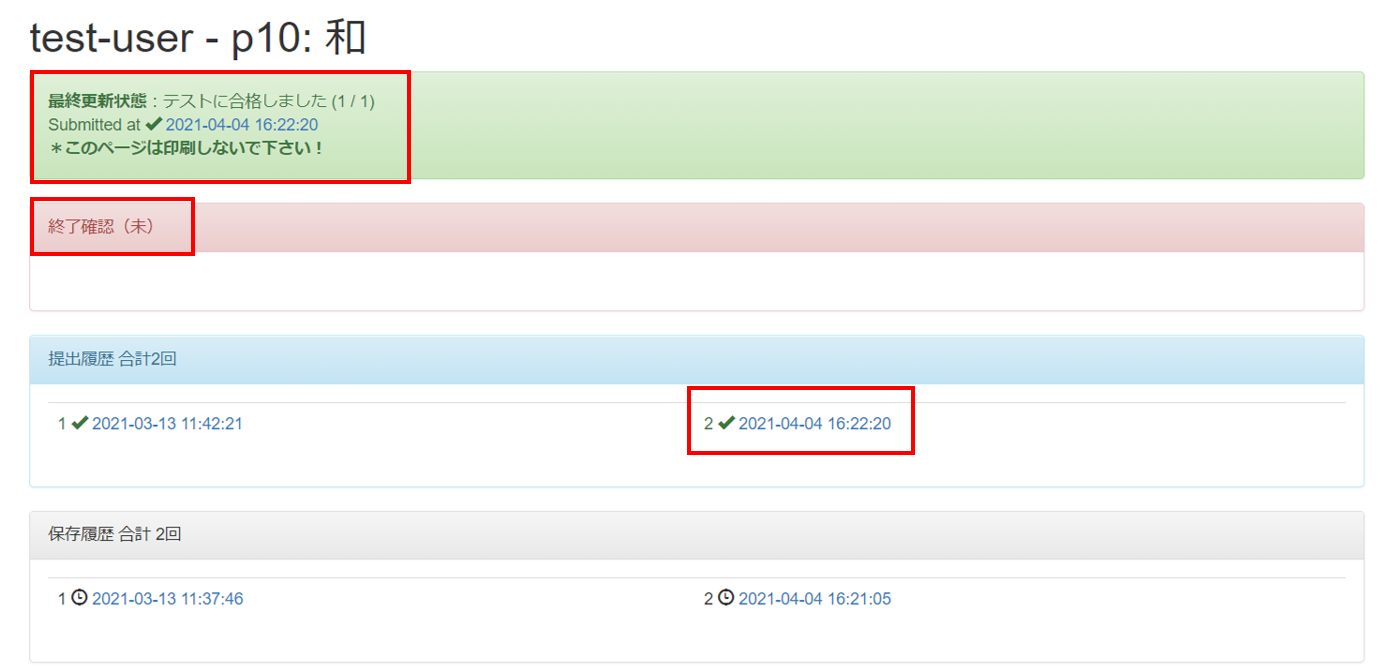 test-user - p10: 和
最終更新状態：テストに合格しました (1 / 1)
Submitted at 2021-04-04 16:22:20
＊このページは印刷しないで下さい！
終了確認（未）
提出履歴 合計2回
1 2021-03-13 11:42:21
2 2021-04-04 16:22:20
保存履歴 合計 2回
1 2021-03-13 11:37:46
2 2021-04-04 16:21:05